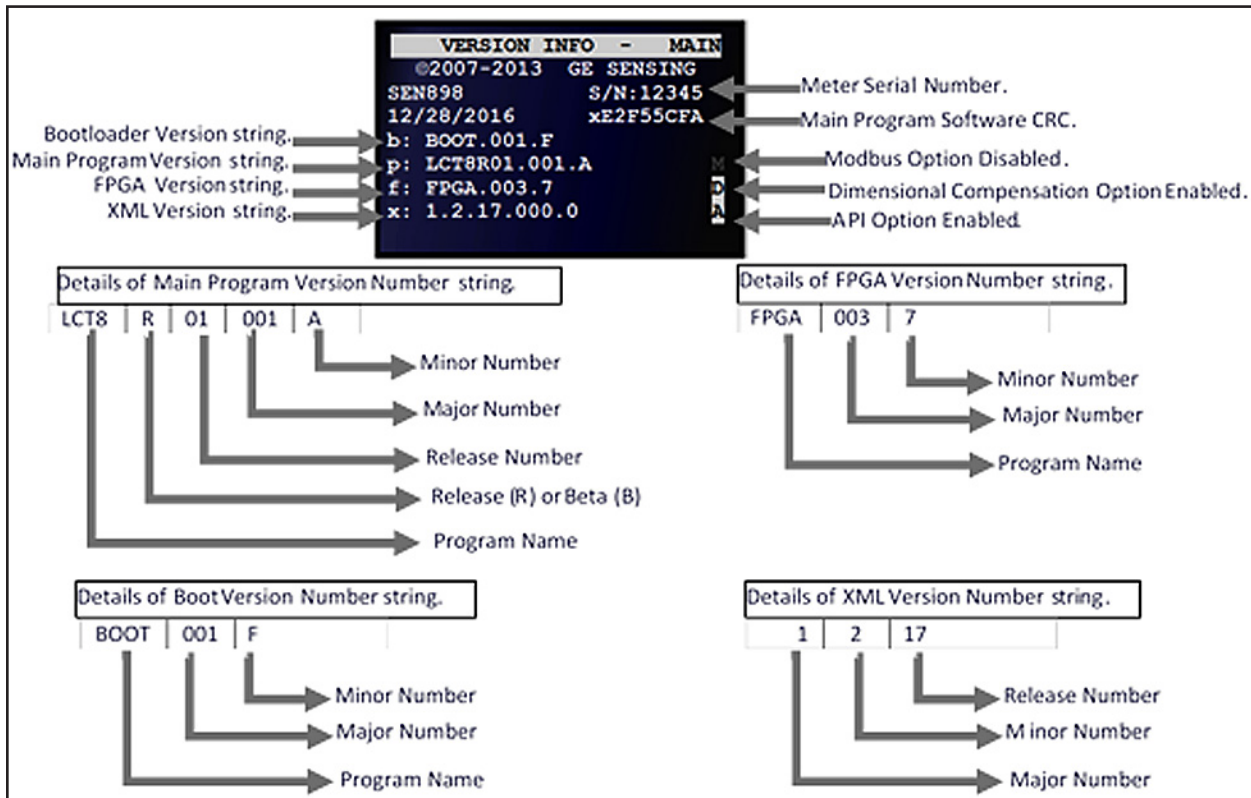 VERSION INFO - MAIN
©2007-2013 GE SENSING
SEN898 S/N:12345
12/28/2016 xE2F55CFA
b: BOOT.001.F
p: LCT8R01.001.A M
f: FPGA.003.7 D
x: 1.2.17.000.0 A
Bootloader Version string.
Main Program Version string.
FPGA Version string.
XML Version string.
Meter Serial Number.
Main Program Software CRC.
Modbus Option Disabled.
Dimensional Compensation Option Enabled.
API Option Enabled.
Details of Main Program Version Number string.
LCT8 R 01 001 A
Minor Number
Major Number
Release Number
Release (R) or Beta (B)
Program Name
Details of FPGA Version Number string.
FPGA 003 7
Minor Number
Major Number
Program Name
Details of Boot Version Number string.
BOOT 001 F
Minor Number
Major Number
Program Name
Details of XML Version Number string.
1 2 17
Release Number
Minor Number
Major Number